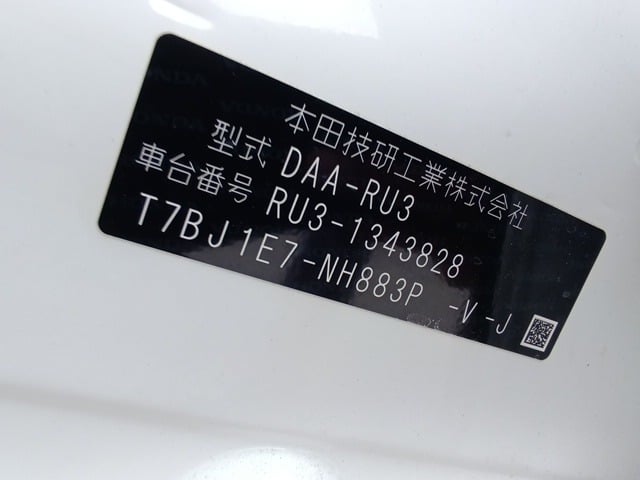 本田技研工業株式会社
型式 DAA-RU3
車台番号 RU3-1343828
T7BJ1E7-NH883P -V -J